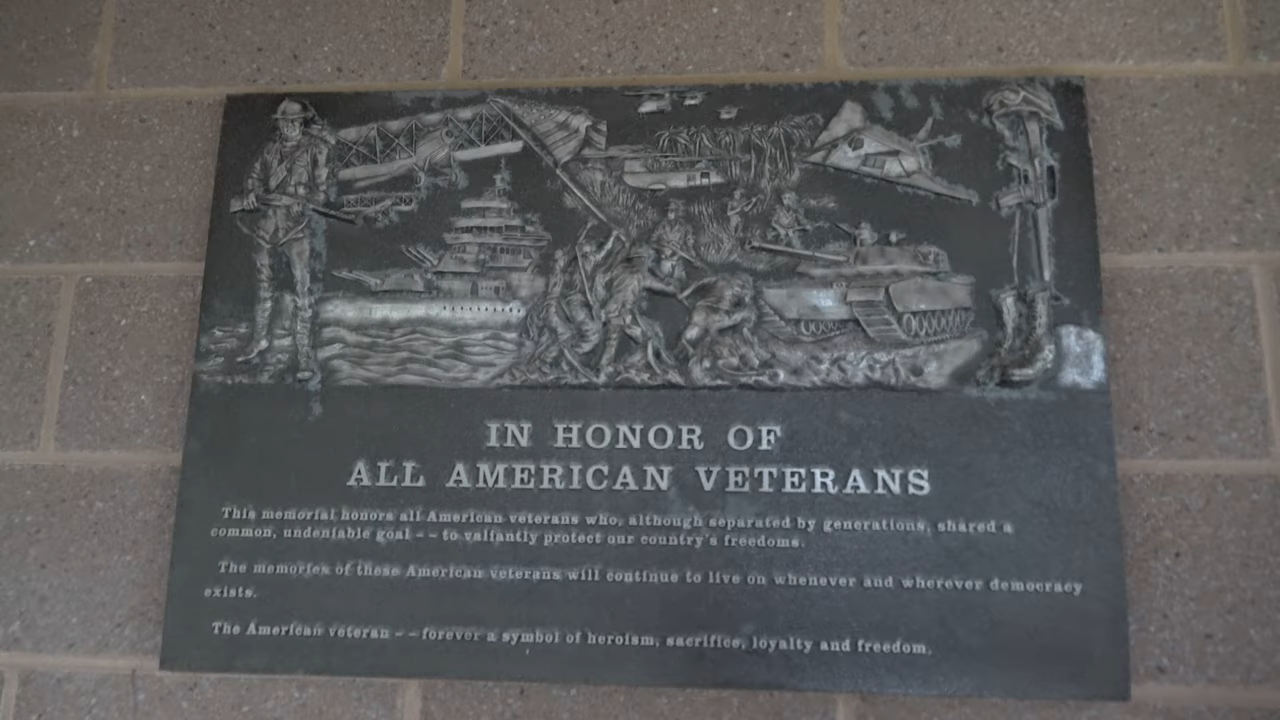 IN HONOR OF
ALL AMERICAN VETERANS
This memorial honors all American veterans who, although separated by generations, shared a
common, undeniable goal -- to valiantly protect our country's freedoms.
The memories of these American veterans will continue to live on whenever and wherever democracy
exists.
The American veteran -- forever a symbol of heroism, sacrifice, loyalty and freedom.